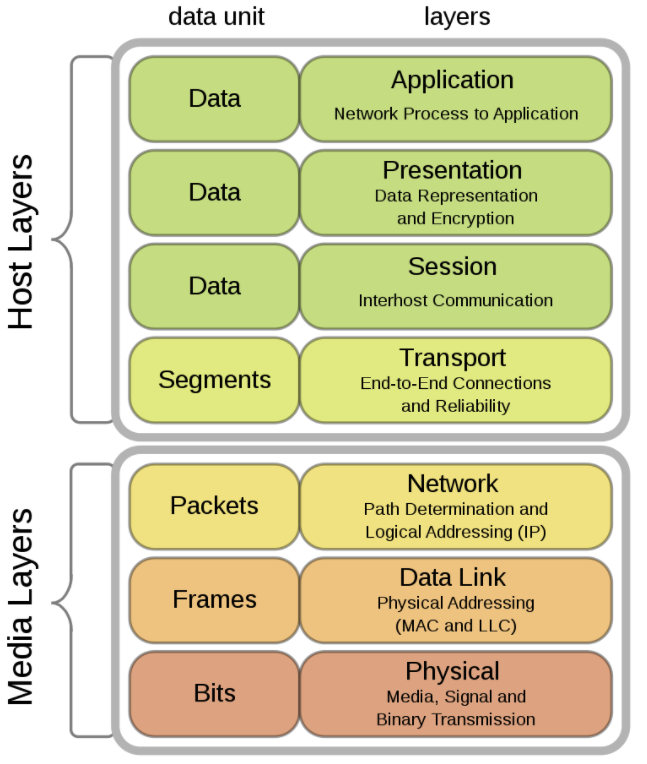 data unit
layers
Host Layers
Data
Application
Network Process to Application
Data
Presentation
Data Representation
and Encryption
Data
Session
Interhost Communication
Segments
Transport
End-to-End Connections
and Reliability
Media Layers
Packets
Network
Path Determination and
Logical Addressing (IP)
Frames
Data Link
Physical Addressing
(MAC and LLC)
Bits
Physical
Media, Signal and
Binary Transmission